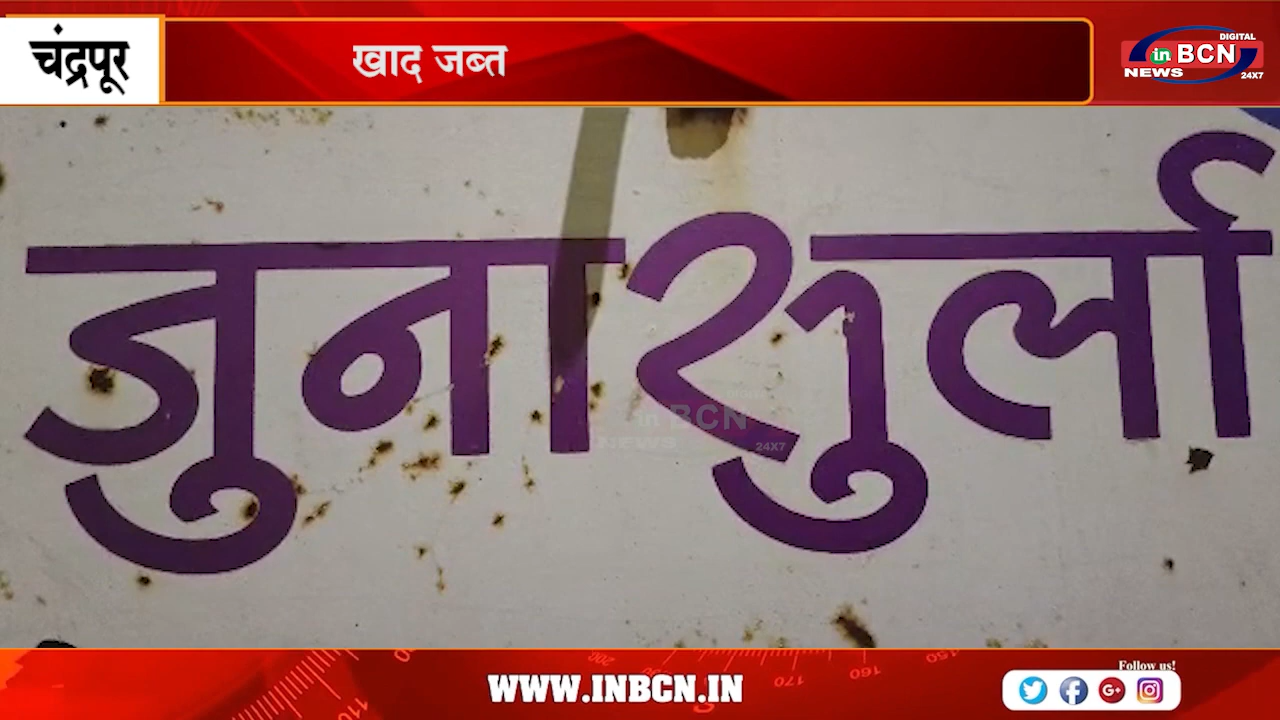 चंद्रपूर
खाद जब्त
DIGITAL
in BCN
NEWS 24X7
जुनासुर्ला
in BCN
NEWS 24X7
WWW.INBCN.IN
Follow us!